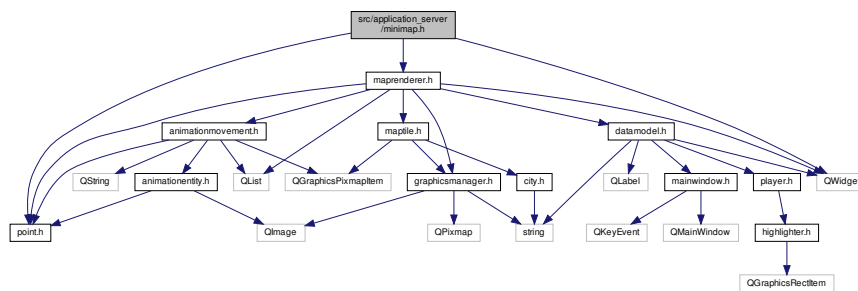 src/application_server
/minimap.h
maprenderer.h
animationmovement.h
maptile.h
datamodel.h
QString
animationentity.h
QList
QGraphicsPixmapItem
graphicsmanager.h
city.h
QLabel
mainwindow.h
player.h
QWidget
point.h
QImage
QPixmap
string
QKeyEvent
QMainWindow
highlighter.h
QGraphicsRectItem